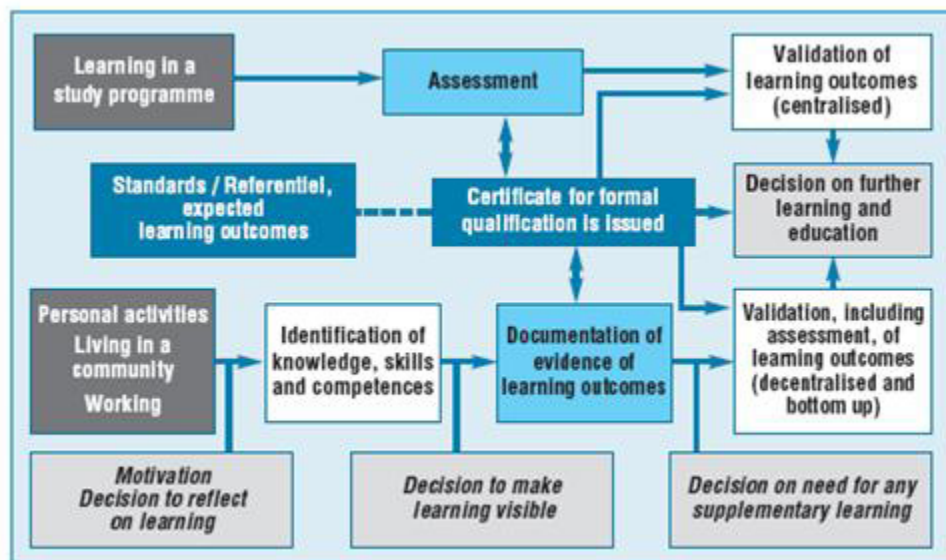 Learning in a
study programme
Assessment
Validation of
learning outcomes
(centralised)
Standards / Referentiel,
expected
learning outcomes
Certificate for formal
qualification is issued
Decision on further
learning and
education
Personal activities
Living in a
community
Working
Identification of
knowledge, skills
and competences
Documentation of
evidence of
learning outcomes
Validation, including
assessment, of
learning outcomes
(decentralised and
bottom up)
Motivation
Decision to reflect
on learning
Decision to make
learning visible
Decision on need for any
supplementary learning